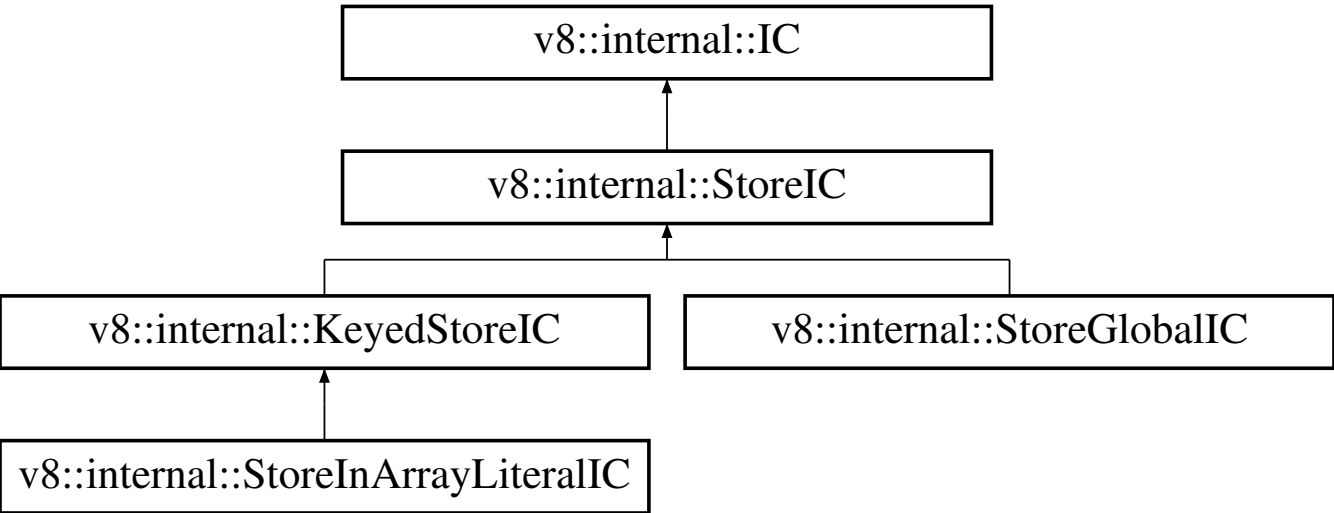 v8::internal::IC
v8::internal::StoreIC
v8::internal::KeyedStoreIC
v8::internal::StoreGlobalIC
v8::internal::StoreInArrayLiteralIC